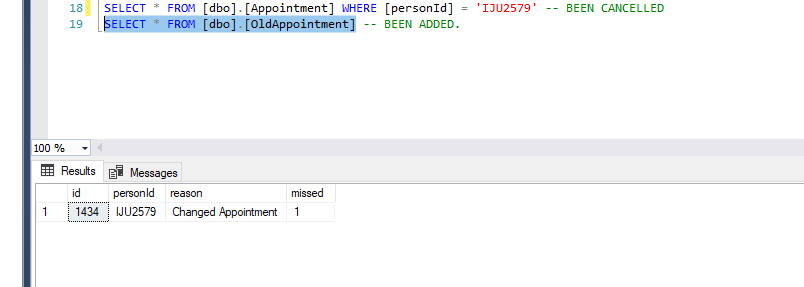 18 SELECT * FROM [dbo].[Appointment] WHERE [personId] = 'IJU2579' -- BEEN CANCELLED
19 SELECT * FROM [dbo].[OldAppointment] -- BEEN ADDED.
100 %
Results Messages
id personId reason missed
1 1434 IJU2579 Changed Appointment 1